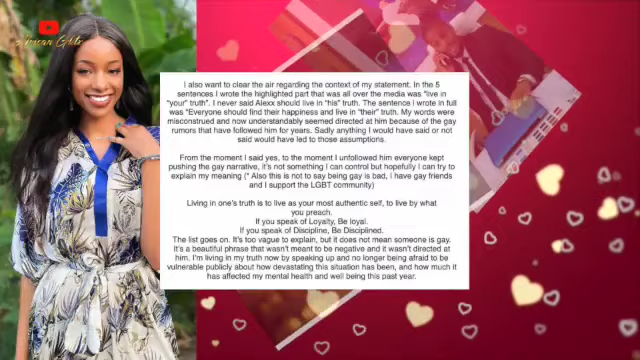 African Gists
I also want to clear the air regarding the context of my statement. In the 5
sentences I wrote the highlighted part that was all over the media was "live in
"your" truth". I never said Alexx should live in "his" truth. The sentence I wrote in full
was "Everyone should find their happiness and live in "their" truth. My words were
misconstrued and now understandably seemed directed at him because of the gay
rumors that have followed him for years. Sadly anything I would have said or not
said would have led to those assumptions.
From the moment I said yes, to the moment I unfollowed him everyone kept
pushing the gay narrative, it's not something I can control but hopefully I can try to
explain my meaning (* Also this is not to say being gay is bad, I have gay friends
and I support the LGBT community)
Living in one's truth is to live as your most authentic self, to live by what
you preach.
If you speak of Loyalty, Be loyal.
If you speak of Discipline, Be Disciplined.
The list goes on. It's too vague to explain, but it does not mean someone is gay.
It's a beautiful phrase that wasn't meant to be negative and it wasn't directed at
him. I'm living in my truth now by speaking up and no longer being afraid to be
vulnerable publicly about how devastating this situation has been, and how much it
has affected my mental health and well being this past year.